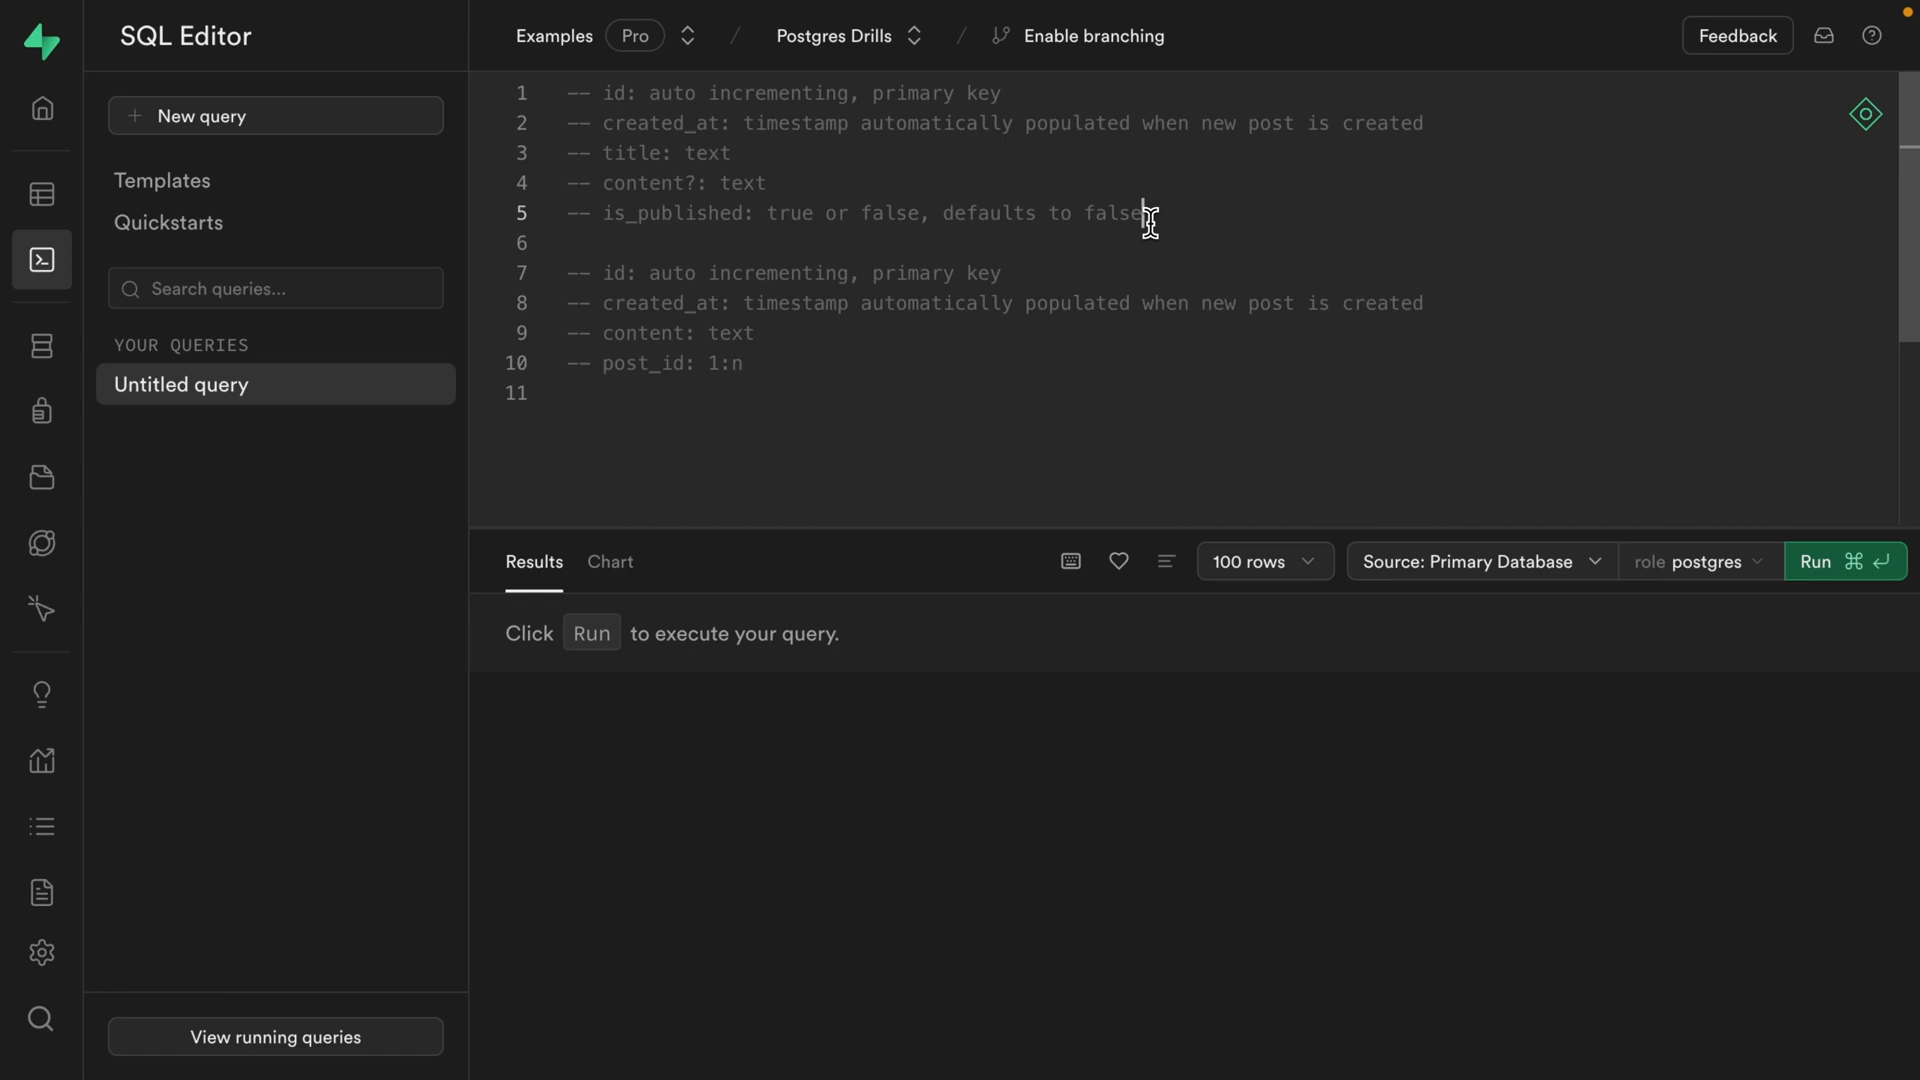 SQL Editor
Examples Pro / Postgres Drills / Enable branching
Feedback
New query
Templates
Quickstarts
Search queries...
YOUR QUERIES
Untitled query
View running queries
1 -- id: auto incrementing, primary key
2 -- created_at: timestamp automatically populated when new post is created
3 -- title: text
4 -- content?: text
5 -- is_published: true or false, defaults to false
6
7 -- id: auto incrementing, primary key
8 -- created_at: timestamp automatically populated when new post is created
9 -- content: text
10 -- post_id: 1:n
11
Results Chart 100 rows Source: Primary Database role postgres Run ⌘ ↵
Click Run to execute your query.